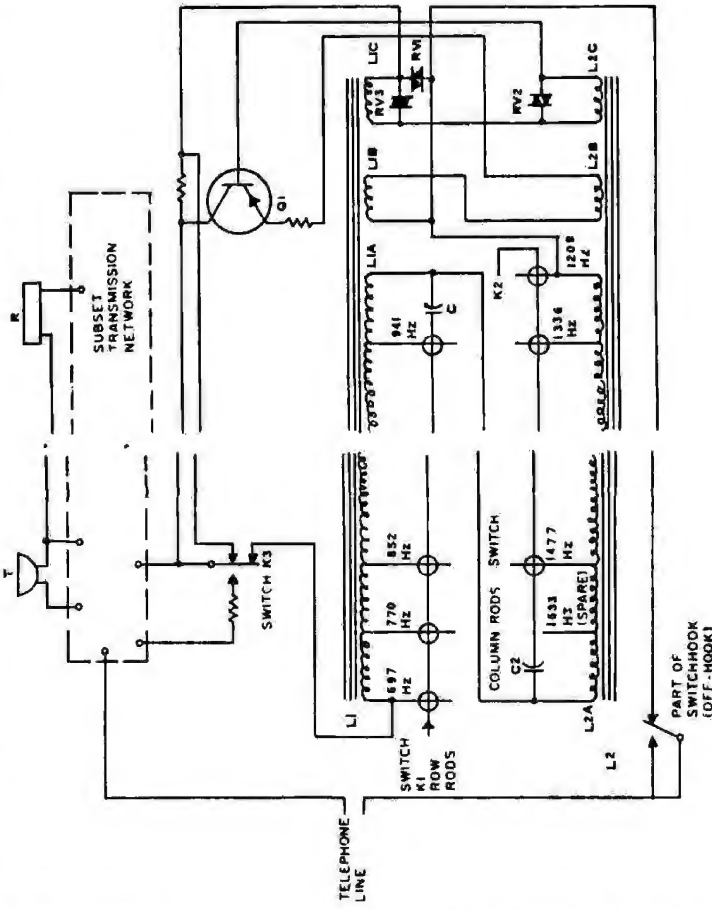 T
R
SUBSET
TRANSMISSION
NETWORK
SWITCH K3
Q1
TELEPHONE
LINE
L1
L1A
L1B
L1C
RV3
RV1
697
HZ
770
HZ
852
HZ
941
HZ
C
SWITCH
K1
ROW
RODS
COLUMN RODS SWITCH
K2
C2
1633
HZ
(SPARE)
1477
HZ
1336
HZ
1209
HZ
RV2
L2A
L2B
L2C
L2
PART OF
SWITCHHOOK
(OFF-HOOK)